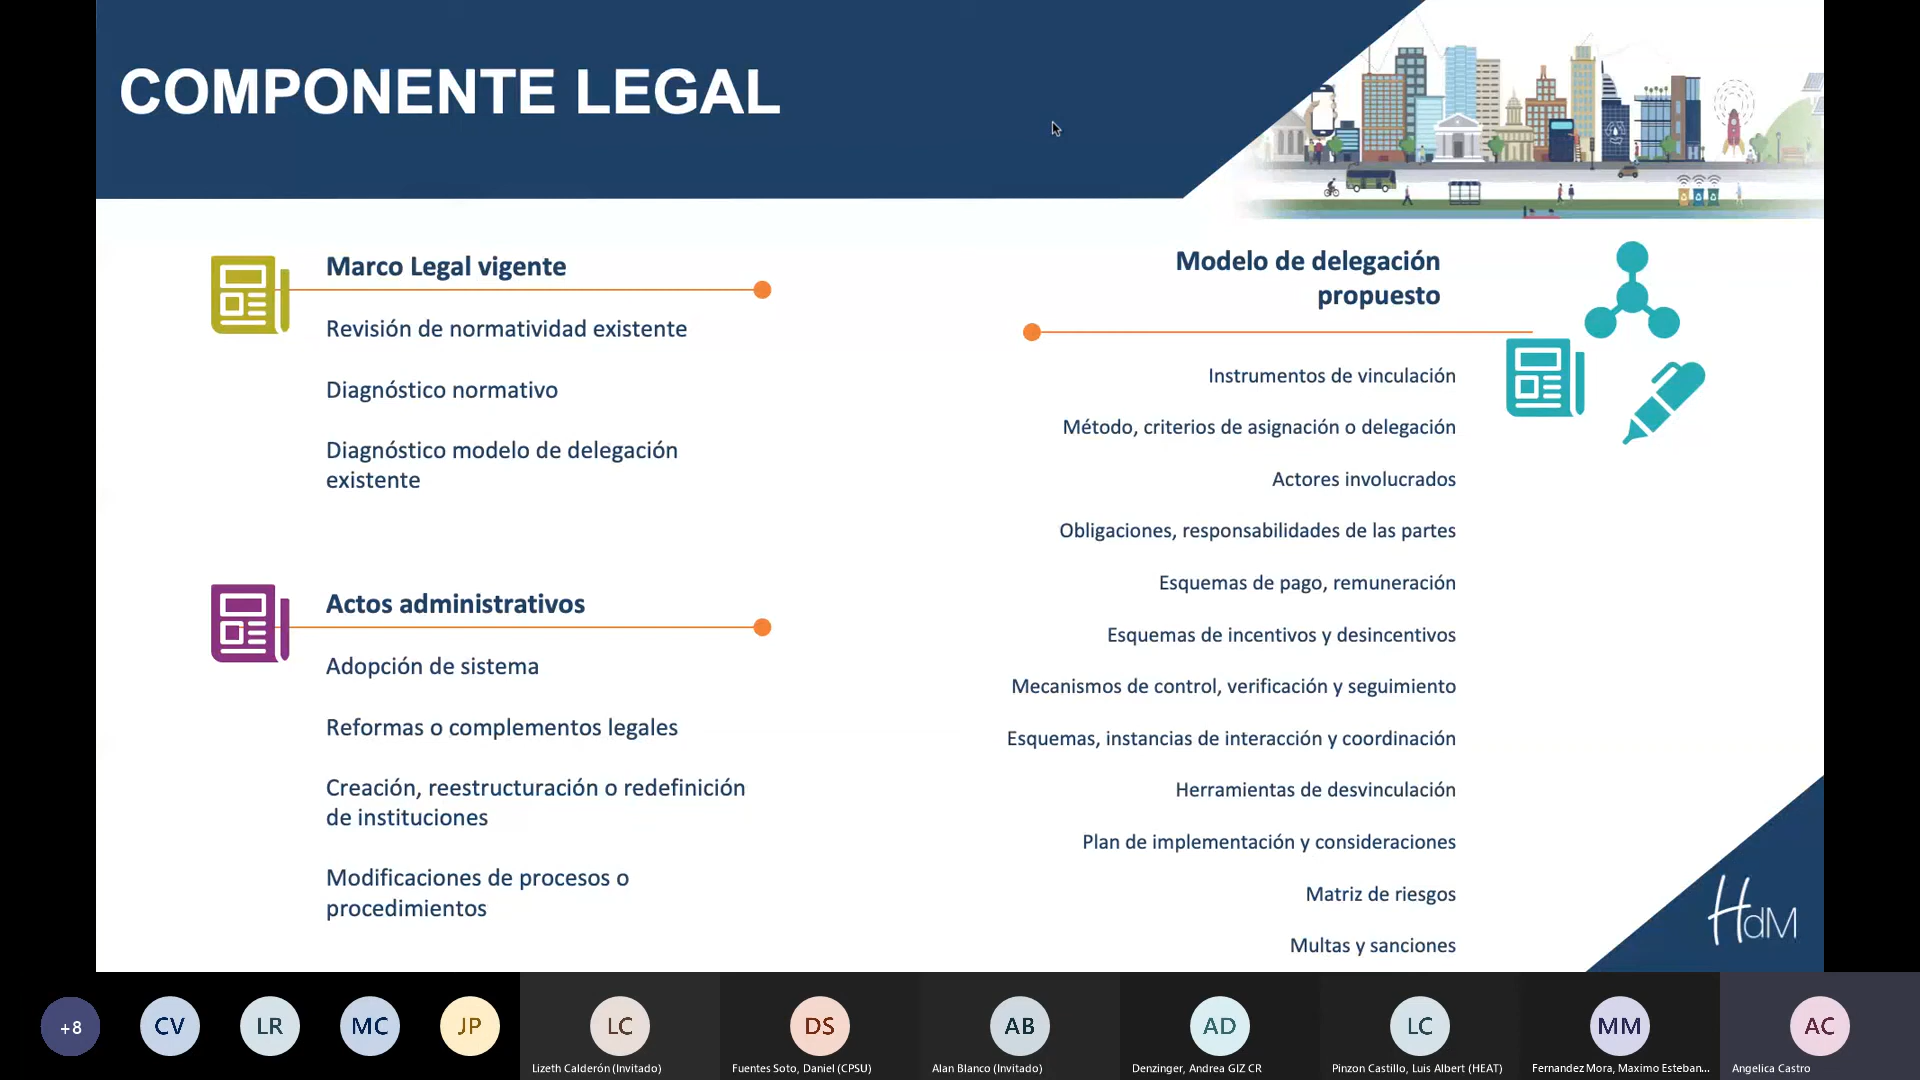 COMPONENTE LEGAL
Marco Legal vigente
Revisión de normatividad existente
Diagnóstico normativo
Diagnóstico modelo de delegación
existente
Actos administrativos
Adopción de sistema
Reformas o complementos legales
Creación, reestructuración o redefinición
de instituciones
Modificaciones de procesos o
procedimientos
Modelo de delegación
propuesto
Instrumentos de vinculación
Método, criterios de asignación o delegación
Actores involucrados
Obligaciones, responsabilidades de las partes
Esquemas de pago, remuneración
Esquemas de incentivos y desincentivos
Mecanismos de control, verificación y seguimiento
Esquemas, instancias de interacción y coordinación
Herramientas de desvinculación
Plan de implementación y consideraciones
Matriz de riesgos
Multas y sanciones
HdM
+8
CV
LR
MC
JP
LC
Lizeth Calderón (Invitado)
DS
Fuentes Soto, Daniel (CPSU)
AB
Alan Blanco (Invitado)
AD
Denzinger, Andrea GIZ CR
LC
Pinzon Castillo, Luis Albert (HEAT)
MM
Fernandez Mora, Maximo Esteban...
AC
Angelica Castro